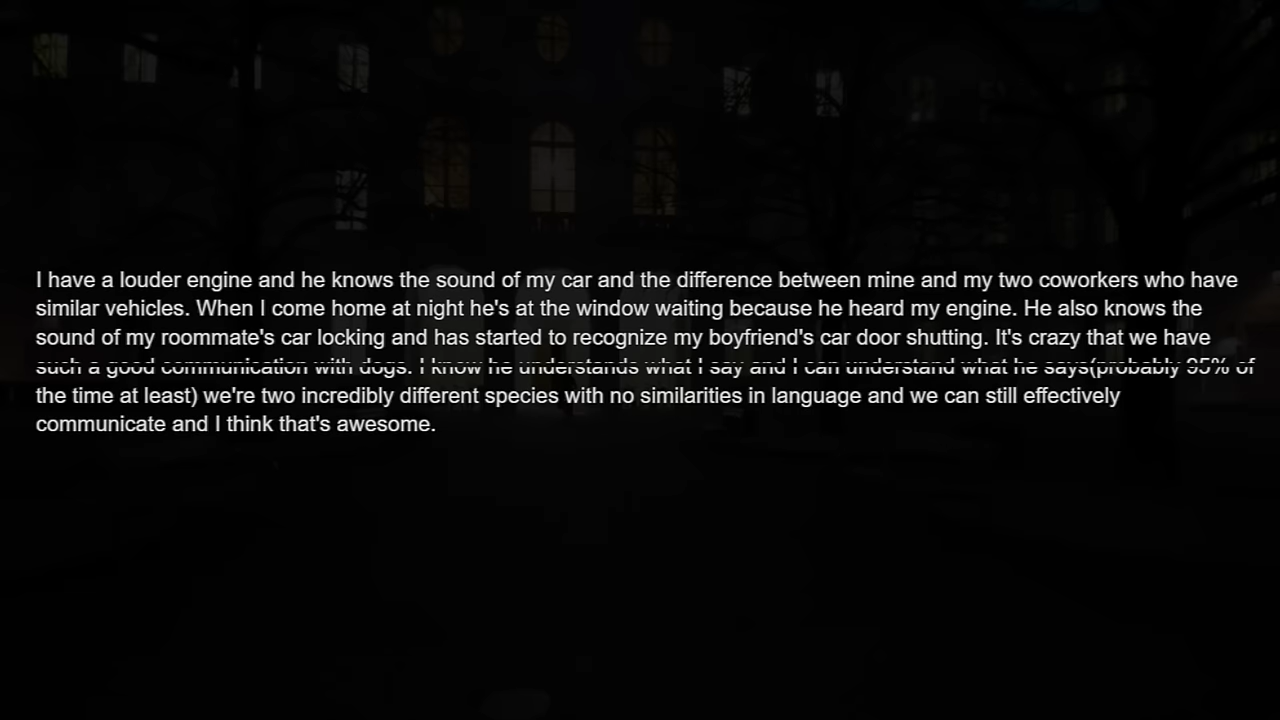 I have a louder engine and he knows the sound of my car and the difference between mine and my two coworkers who have
similar vehicles. When I come home at night he's at the window waiting because he heard my engine. He also knows the
sound of my roommate's car locking and has started to recognize my boyfriend's car door shutting. It's crazy that we have
such a good communication with dogs. I know he understands what I say and I can understand what he says(probably 95% of
the time at least) we're two incredibly different species with no similarities in language and we can still effectively
communicate and I think that's awesome.